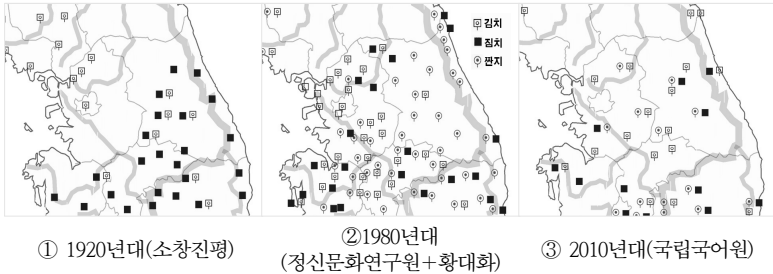 김치
짐치
짠지
① 1920년대(소창진평)
②1980년대
(정신문화연구원+황대화)
③ 2010년대(국립국어원)